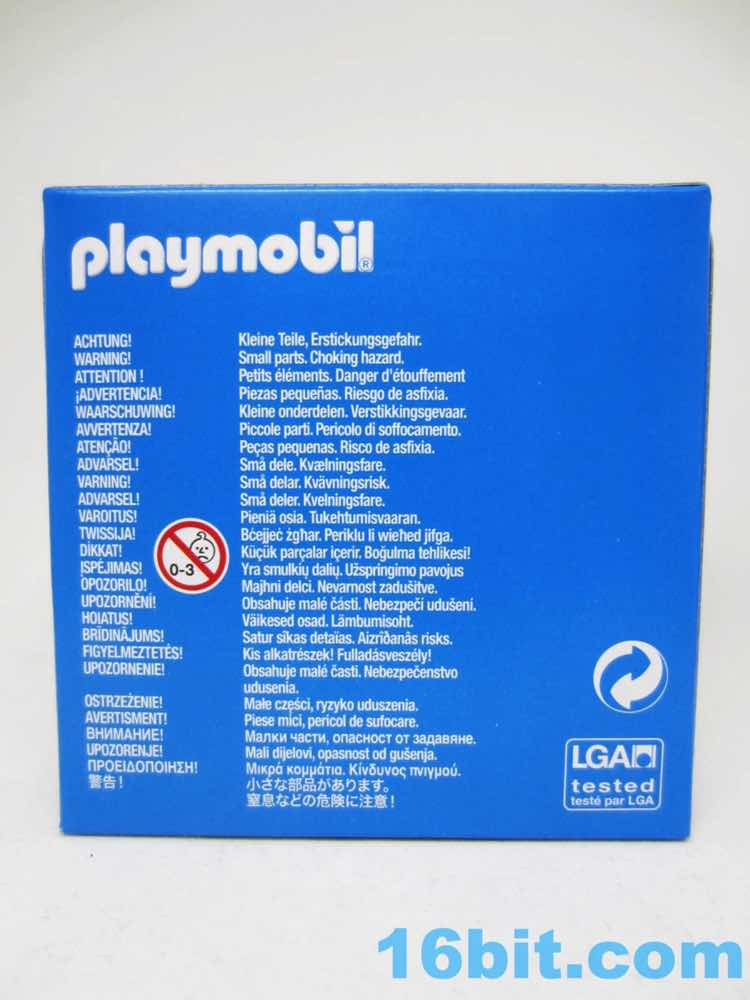 playmobil®
ACHTUNG! Kleine Teile, Erstickungsgefahr.
WARNING! Small parts. Choking hazard.
ATTENTION ! Petits éléments. Danger d'étouffement
¡ADVERTENCIA! Piezas pequeñas. Riesgo de asfixia.
WAARSCHUWING! Kleine onderdelen. Verstikkingsgevaar.
AVVERTENZA! Piccole parti. Pericolo di soffocamento.
ATENÇÃO! Peças pequenas. Risco de asfixia.
ADVARSEL! Små dele. Kvælningsfare.
VARNING! Små delar. Kvävningsrisk.
ADVARSEL! Små deler. Kvelningsfare.
VAROITUS! Pieniä osia. Tukehtumisvaaran.
TWISSIJA! Bċejjeċ żgħar. Periklu li wieħed jifga.
DİKKAT! Küçük parçalar içerir. Boğulma tehlikesi!
ISPĖJIMAS! Yra smulkių dalių. Užspringimo pavojus
OPOZORILO! Majhni delci. Nevarnost zadušitve.
UPOZORNĚNÍ! Obsahuje malé části. Nebezpečí udušení.
HOIATUS! Väikesed osad. Lämbumisoht.
BRĪDINĀJUMS! Satur sīkas detaļas. Aizrīšanās risks.
FIGYELMEZTETÉS! Kis alkatrészek! Fulladásveszély!
UPOZORNENIE! Obsahuje malé časti. Nebezpečenstvo
udusenia.
OSTRZEŻENIE! Małe części, ryzyko uduszenia.
AVERTISMENT! Piese mici, pericol de sufocare.
ВНИМАНИЕ! Малки части, опасност от задавяне.
UPOZORENJE! Mali dijelovi, opasnost od gušenja.
ΠΡΟΕΙΔΟΠΟΙΗΣΗ! Μικρά κομμάτια. Κίνδυνος πνιγμού.
警告! 小さな部品があります。
窒息などの危険に注意!
0-3
LGA
tested
testé par LGA
16bit.com